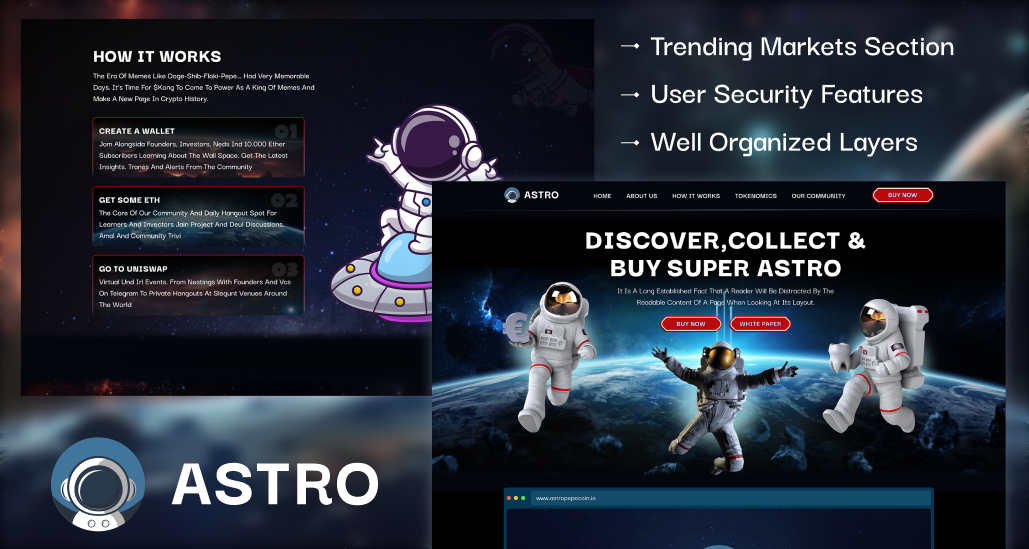 HOW IT WORKS
The Era Of Memes Like Doge-Shib-Floki-Pepe... Had Very Memorable
Days. It's Time For $Kong To Come To Power As A King Of Memes And
Make A New Page In Crypto History.
CREATE A WALLET
01
Jom Alongsida Founders, Investors, Neds Ind 10.000 Ether
Subscribers Learning About The Wall Space. Get The Latest
Insights. Tranes And Alerts From The Community
GET SOME ETH
02
The Core Of Our Community And Daily Hangout Spot For
Learners And Invectors Jain Project And Deui Discussions.
Amal And Community Trivi
GO TO UNISWAP
03
Virtual Und Irl Events. From Nestings With Founders And Vcs
On Telegram To Private Hangouts At Slegunt Venues Around
The World
→ Trending Markets Section
→ User Security Features
→ Well Organized Layers
ASTRO
HOME ABOUT US HOW IT WORKS TOKENOMICS OUR COMMUNITY
BUY NOW
DISCOVER,COLLECT &
BUY SUPER ASTRO
It Is A Long Established Fact That A Reader Will Be Distracted By The
Readable Content Of A Page When Looking At Its Layout.
BUY NOW WHITE PAPER
www.astropepecoin.io
ASTRO